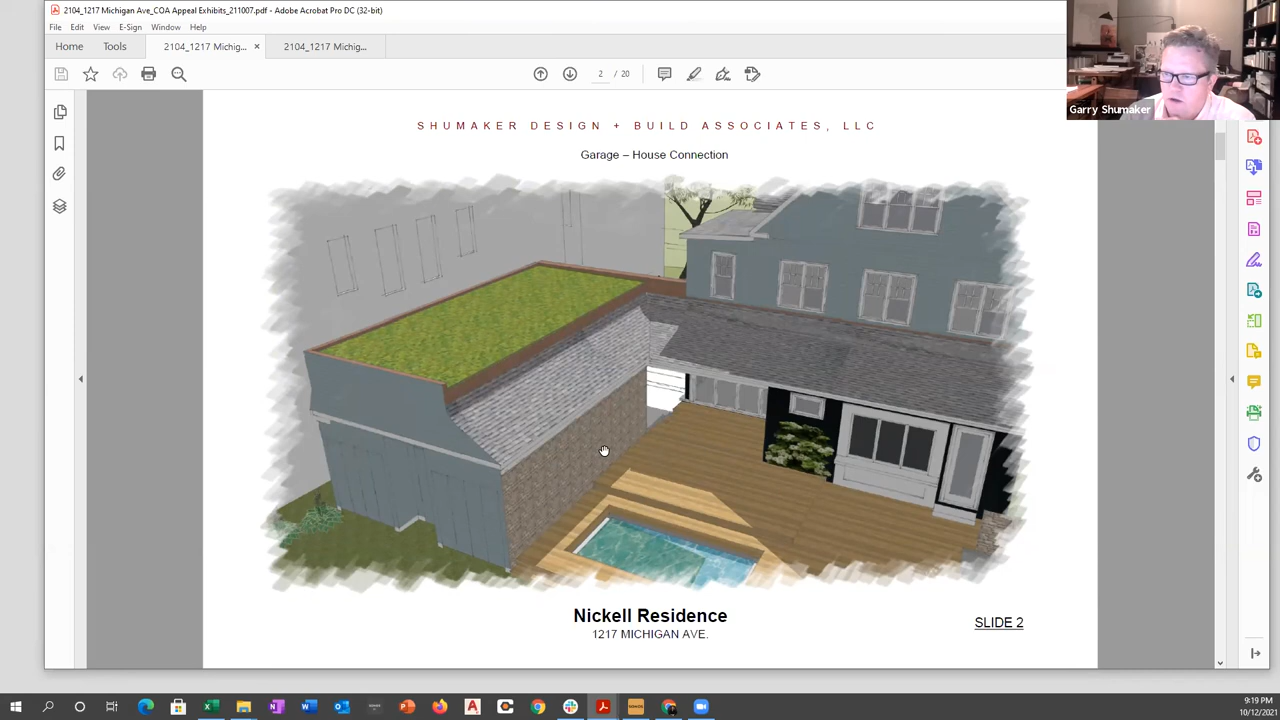 2104_1217 Michigan Ave_COA Appeal Exhibits_211007.pdf - Adobe Acrobat Pro DC (32-bit)
File Edit View E-Sign Window Help
Home Tools 2104_1217 Michig... × 2104_1217 Michig...
2 / 20
Garry Shumaker
SHUMAKER DESIGN + BUILD ASSOCIATES, LLC
Garage – House Connection
Nickell Residence
1217 MICHIGAN AVE.
SLIDE 2
9:19 PM
10/12/2021